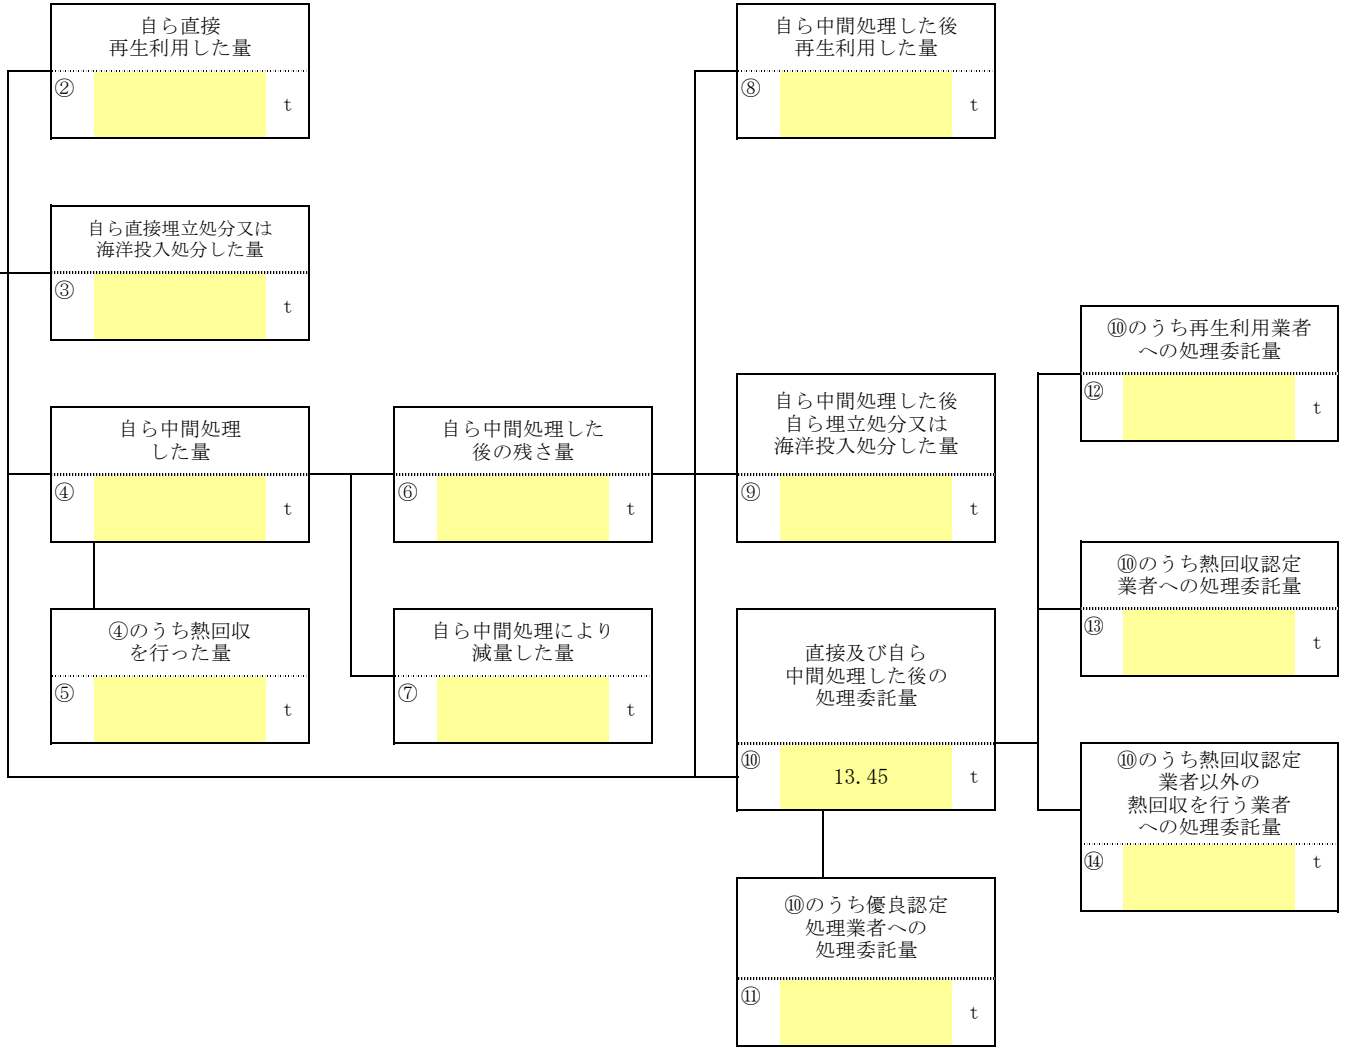 自ら直接
再生利用した量
②
t
自ら直接埋立処分又は
海洋投入処分した量
③
t
自ら中間処理
した量
④
t
④のうち熱回収
を行った量
⑤
t
自ら中間処理した
後の残さ量
⑥
t
自ら中間処理により
減量した量
⑦
t
自ら中間処理した後
再生利用した量
⑧
t
自ら中間処理した後
自ら埋立処分又は
海洋投入処分した量
⑨
t
直接及び自ら
中間処理した後の
処理委託量
⑩
13.45
t
⑩のうち優良認定
処理業者への
処理委託量
⑪
t
⑩のうち再生利用業者
への処理委託量
⑫
t
⑩のうち熱回収認定
業者への処理委託量
⑬
t
⑩のうち熱回収認定
業者以外の
熱回収を行う業者
への処理委託量
⑭
t